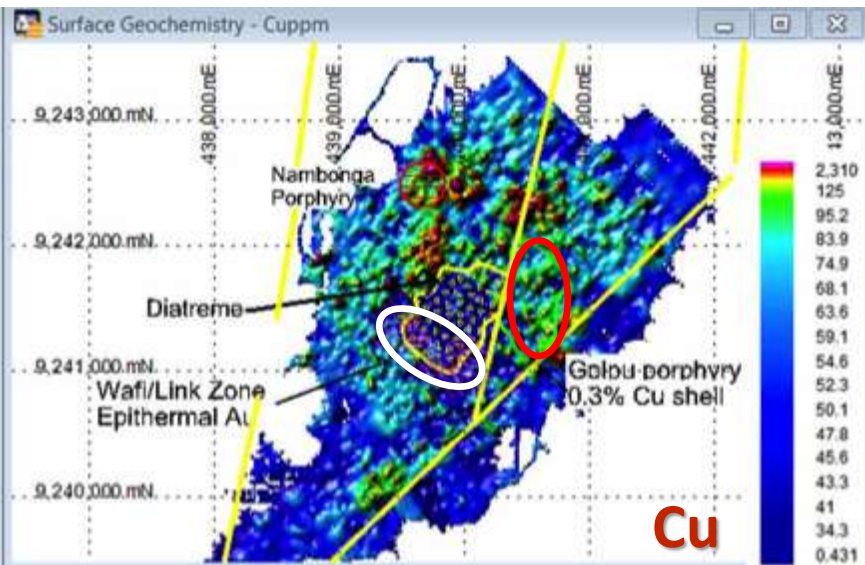 Surface Geochemistry - Cuppm
438,000.mE
439,000.mE
442,000.mE
13,000.mE
9,243,000.mN
Nambonga
Porphyry
9,242,000.mN
Diatreme
9,241,000.mN
Wafi/Link Zone
Epithermal Au
Golpu porphyry
0.3% Cu shell
9,240,000.mN
Cu
2,310
125
95.2
83.9
74.9
68.1
63.6
59.1
54.6
52.3
50.1
47.8
45.6
43.3
41
34.3
0.431